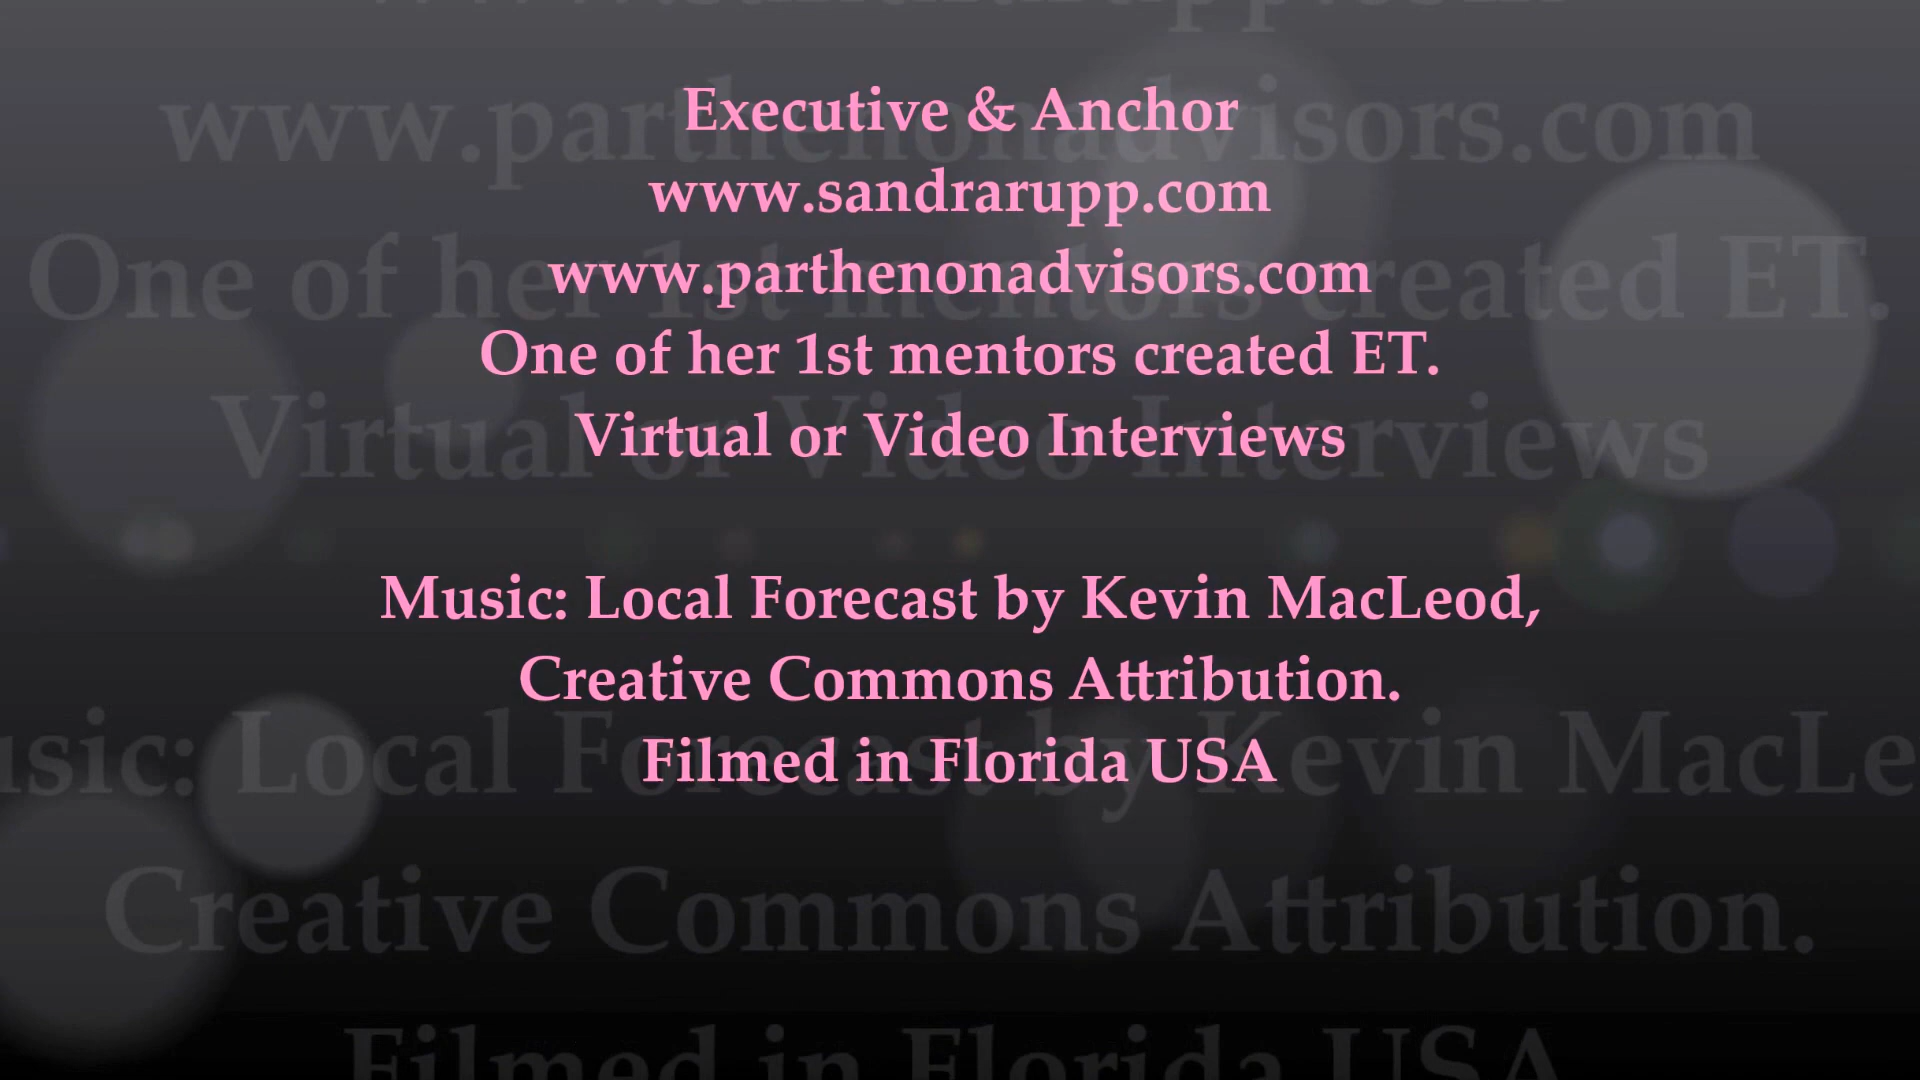 Executive & Anchor
www.sandrarupp.com
www.parthenonadvisors.com
One of her 1st mentors created ET.
Virtual or Video Interviews
Music: Local Forecast by Kevin MacLeod,
Creative Commons Attribution.
Filmed in Florida USA